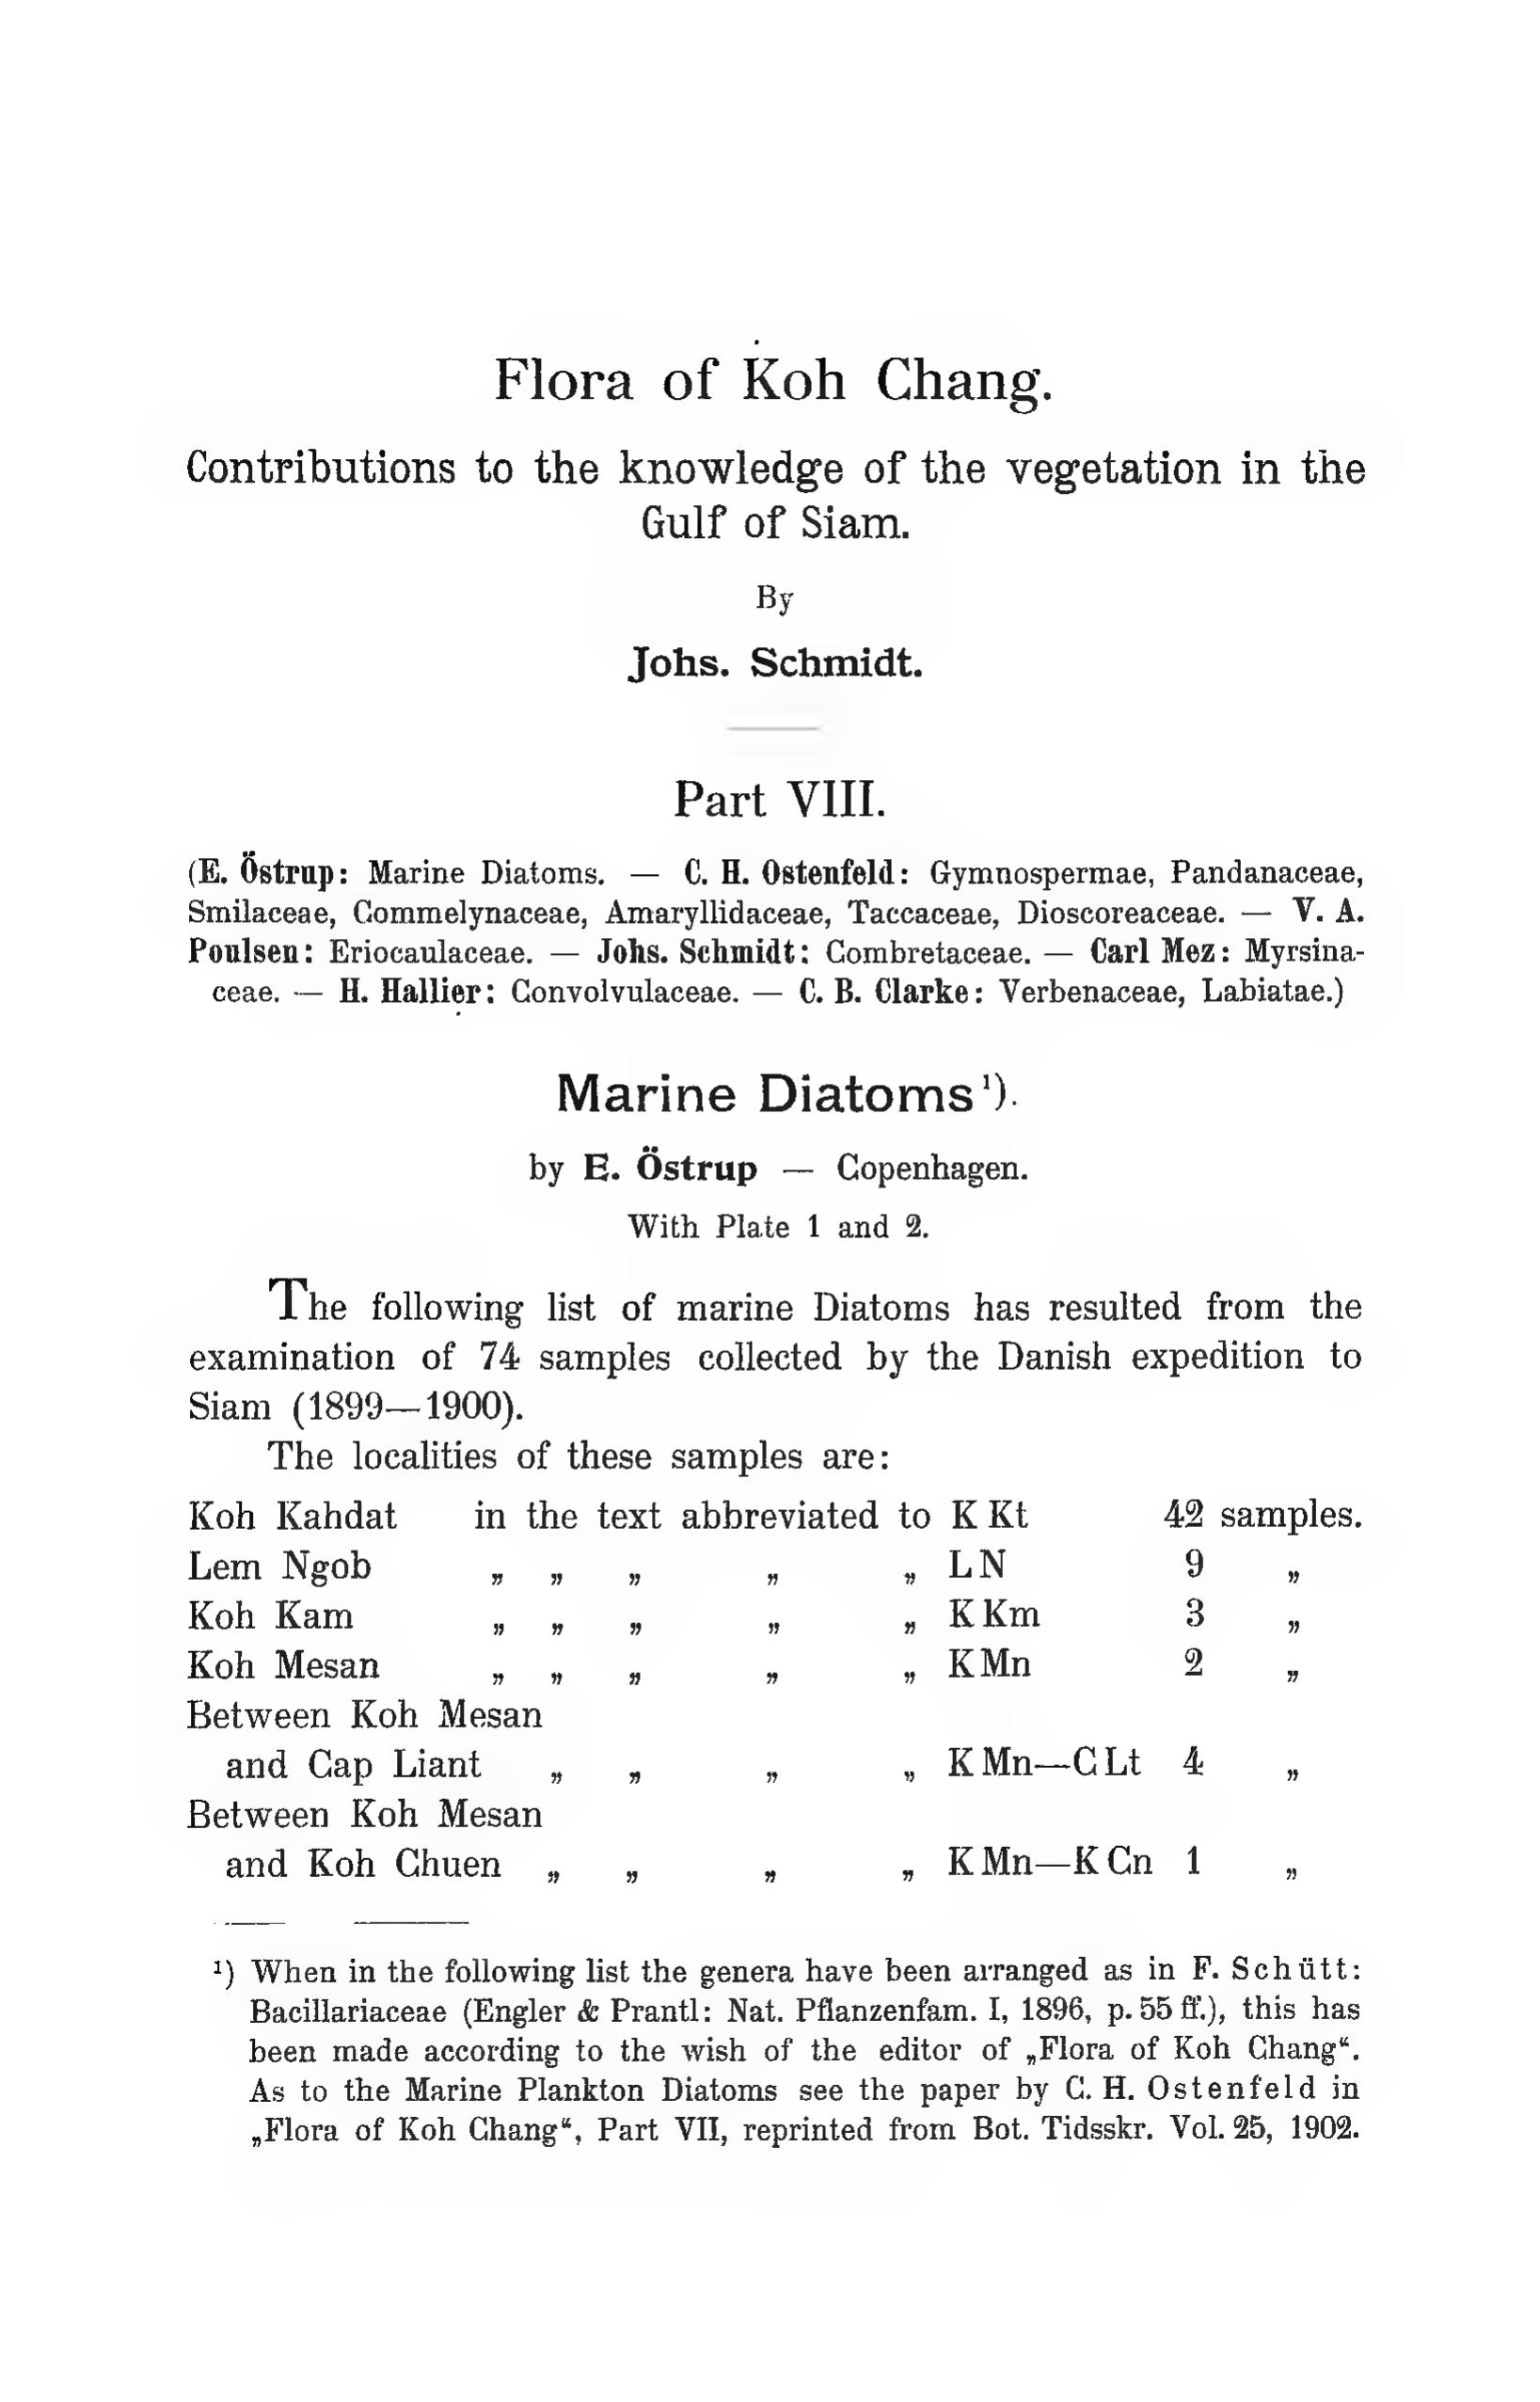 Flora of Koh Chang.
Contributions to the knowledge of the vegetation in the
Gulf of Siam.
By
Johs. Schmidt.
Part VIII.
(E. Östrup: Marine Diatoms. — C. H. Ostenfeld: Gymnospermae, Pandanaceae,
Smilaceae, Commelynaceae, Amaryllidaceae, Taccaceae, Dioscoreaceae. — V. A.
Poulsen: Eriocaulaceae. — Johs. Schmidt: Combretaceae. — Carl Mez: Myrsina-
ceae. — H. Hallier: Convolvulaceae. — C. B. Clarke: Verbenaceae, Labiatae.)
Marine Diatoms¹).
by E. Östrup — Copenhagen.
With Plate 1 and 2.
The following list of marine Diatoms has resulted from the
examination of 74 samples collected by the Danish expedition to
Siam (1899—1900).
The localities of these samples are:
Koh Kahdat in the text abbreviated to K Kt 42 samples.
Lem Ngob „ „ „ „ „ L N 9 „
Koh Kam „ „ „ „ „ K Km 3 „
Koh Mesan „ „ „ „ „ K Mn 2 „
Between Koh Mesan
and Cap Liant „ „ „ „ K Mn—C Lt 4 „
Between Koh Mesan
and Koh Chuen „ „ „ „ K Mn—K Cn 1 „
¹) When in the following list the genera have been arranged as in F. Schütt:
Bacillariaceae (Engler & Prantl: Nat. Pflanzenfam. I, 1896, p. 55 ff.), this has
been made according to the wish of the editor of „Flora of Koh Chang“.
As to the Marine Plankton Diatoms see the paper by C. H. Ostenfeld in
„Flora of Koh Chang“, Part VII, reprinted from Bot. Tidsskr. Vol. 25, 1902.